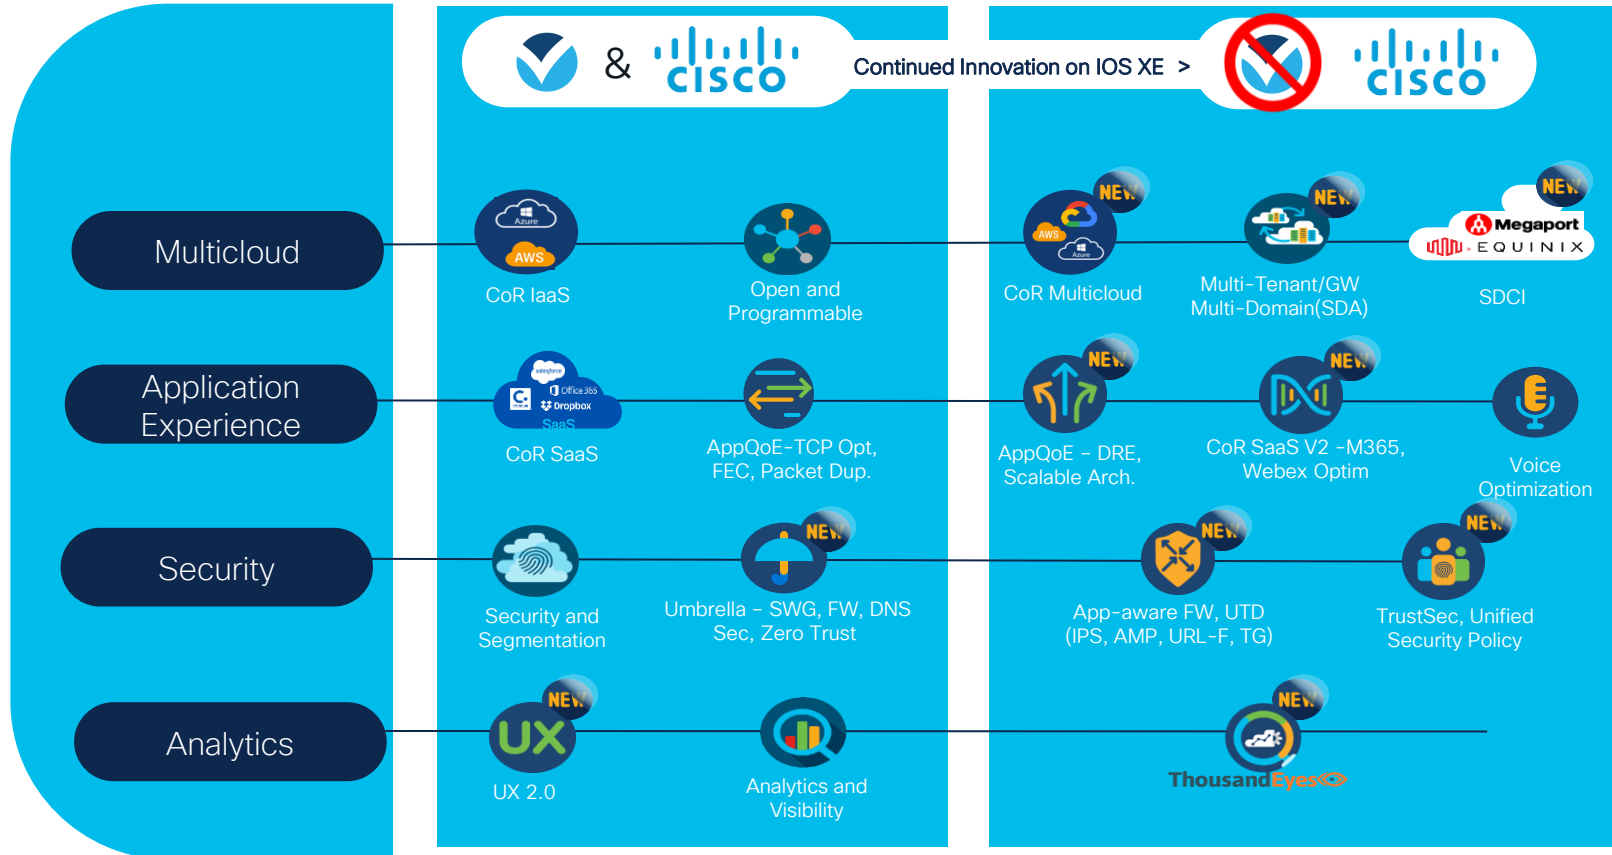 & CISCO
Continued Innovation on IOS XE >
CISCO
Multicloud
Azure
AWS
CoR IaaS
Open and
Programmable
NEW
AWS
Azure
CoR Multicloud
NEW
Multi-Tenant/GW
Multi-Domain(SDA)
NEW
Megaport
EQUINIX
SDCI
Application
Experience
salesforce
Office 365
Dropbox
SaaS
CoR SaaS
AppQoE-TCP Opt,
FEC, Packet Dup.
NEW
AppQoE – DRE,
Scalable Arch.
NEW
CoR SaaS V2 -M365,
Webex Optim
Voice
Optimization
Security
Security and
Segmentation
NEW
Umbrella – SWG, FW, DNS
Sec, Zero Trust
NEW
App-aware FW, UTD
(IPS, AMP, URL-F, TG)
NEW
TrustSec, Unified
Security Policy
Analytics
NEW
UX
UX 2.0
Analytics and
Visibility
NEW
ThousandEyes